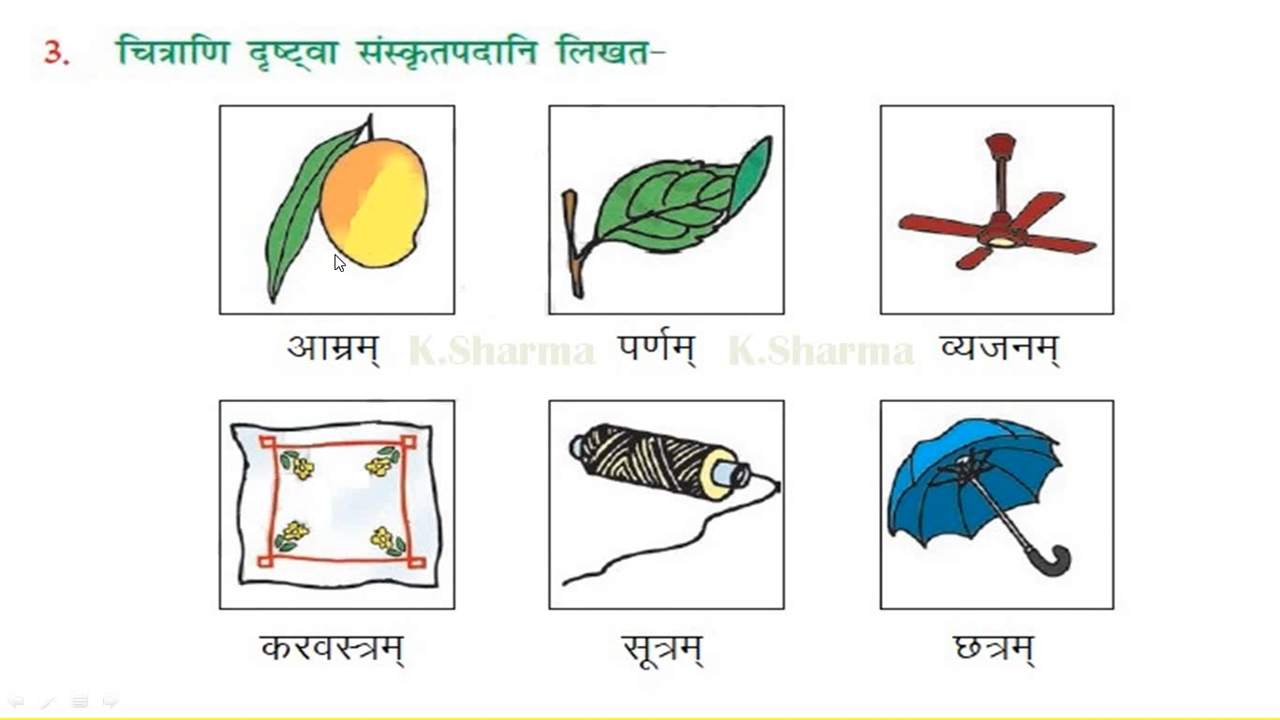 3. चित्राणि दृष्ट्वा संस्कृतपदानि लिखत-
आम्रम् K.Sharma पर्णम् K.Sharma व्यजनम्
करवस्त्रम् सूत्रम् छत्रम्